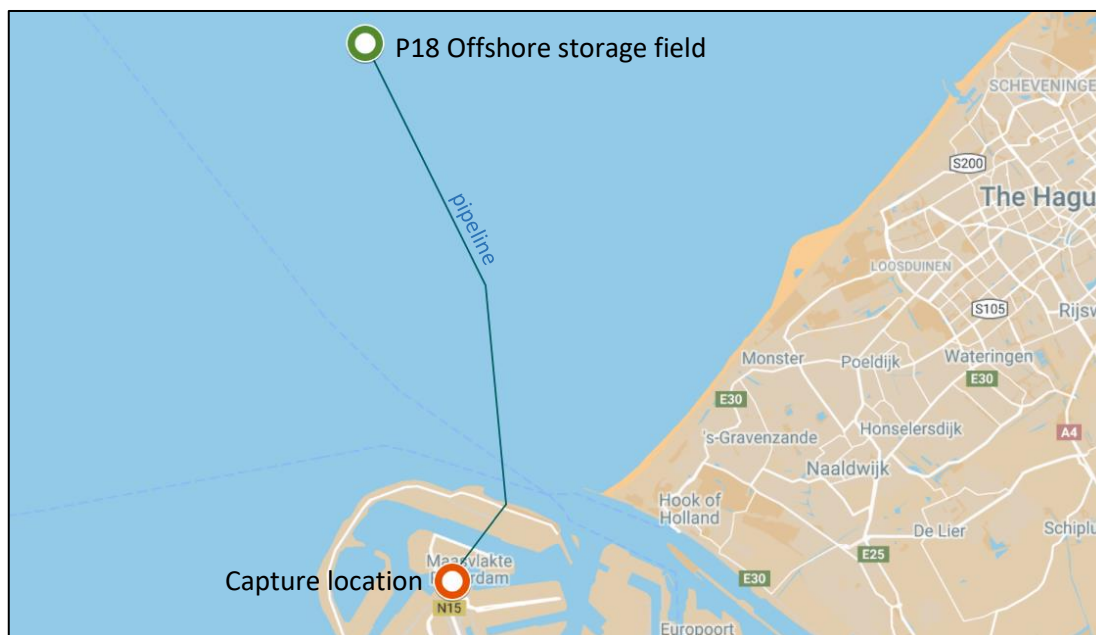 P18 Offshore storage field
SCHEVENINGE
S200
The Hagu
pipeline
LOOSDUINEN
S105
Rijsw
Monster
Poeldijk
Wateringen
E30
E30
's-Gravenzande
Honselersdijk
A4
Naaldwijk
Hook of
Holland
De Lier
Schiplu
E25
Maasvlakte
Capture location
E30
N15
Europoort